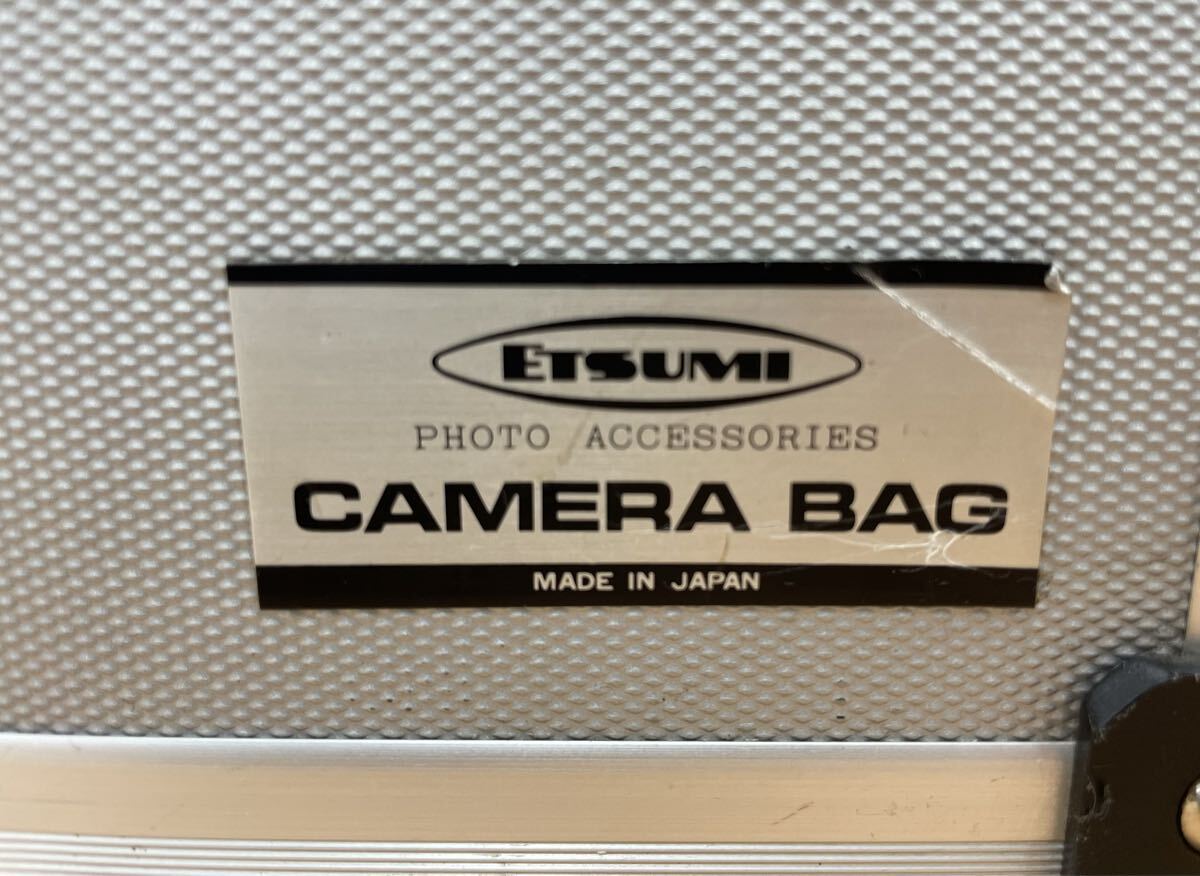 ETSUMI
PHOTO ACCESSORIES
CAMERA BAG
MADE IN JAPAN